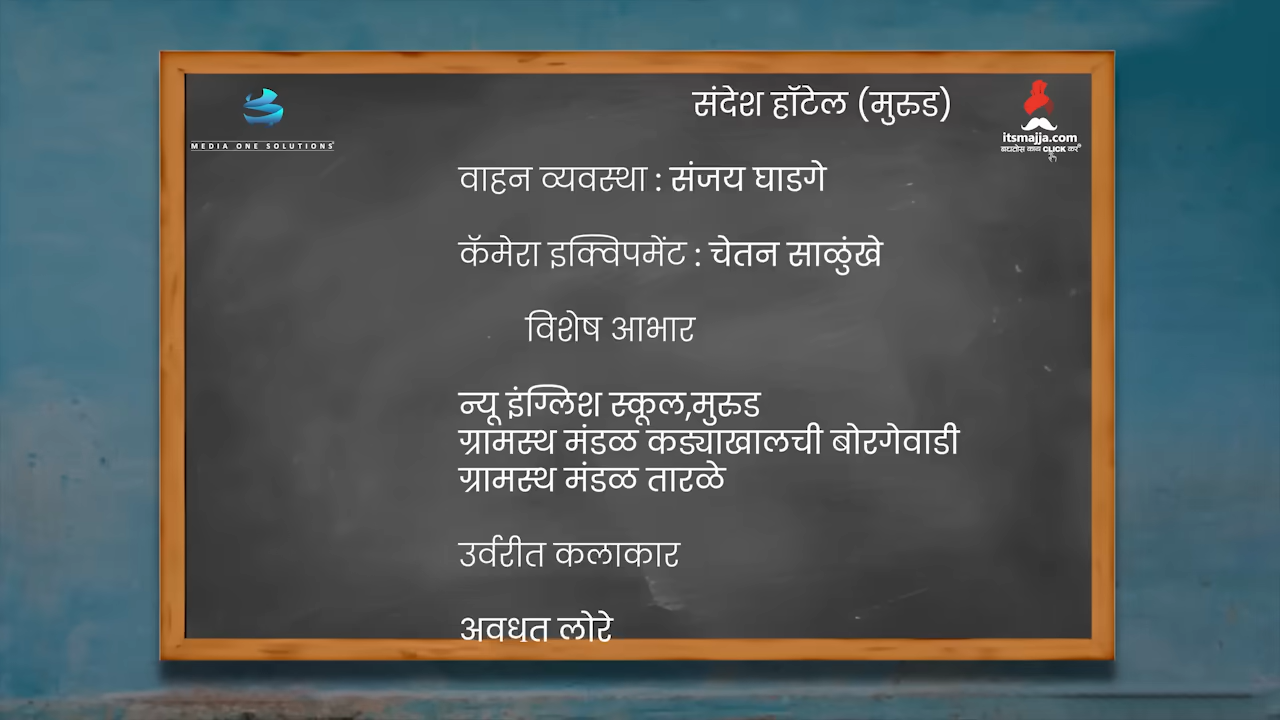 संदेश हॉटेल (मुरुड)
MEDIA ONE SOLUTIONS
itsmajja.com
CLICK
वाहन व्यवस्था : संजय घाडगे
कॅमेरा इक्विपमेंट : चेतन साळुंखे
विशेष आभार
न्यू इंग्लिश स्कूल,मुरुड
ग्रामस्थ मंडळ कड्याखालची बोरगेवाडी
ग्रामस्थ मंडळ तारळे
उर्वरीत कलाकार
लोरे